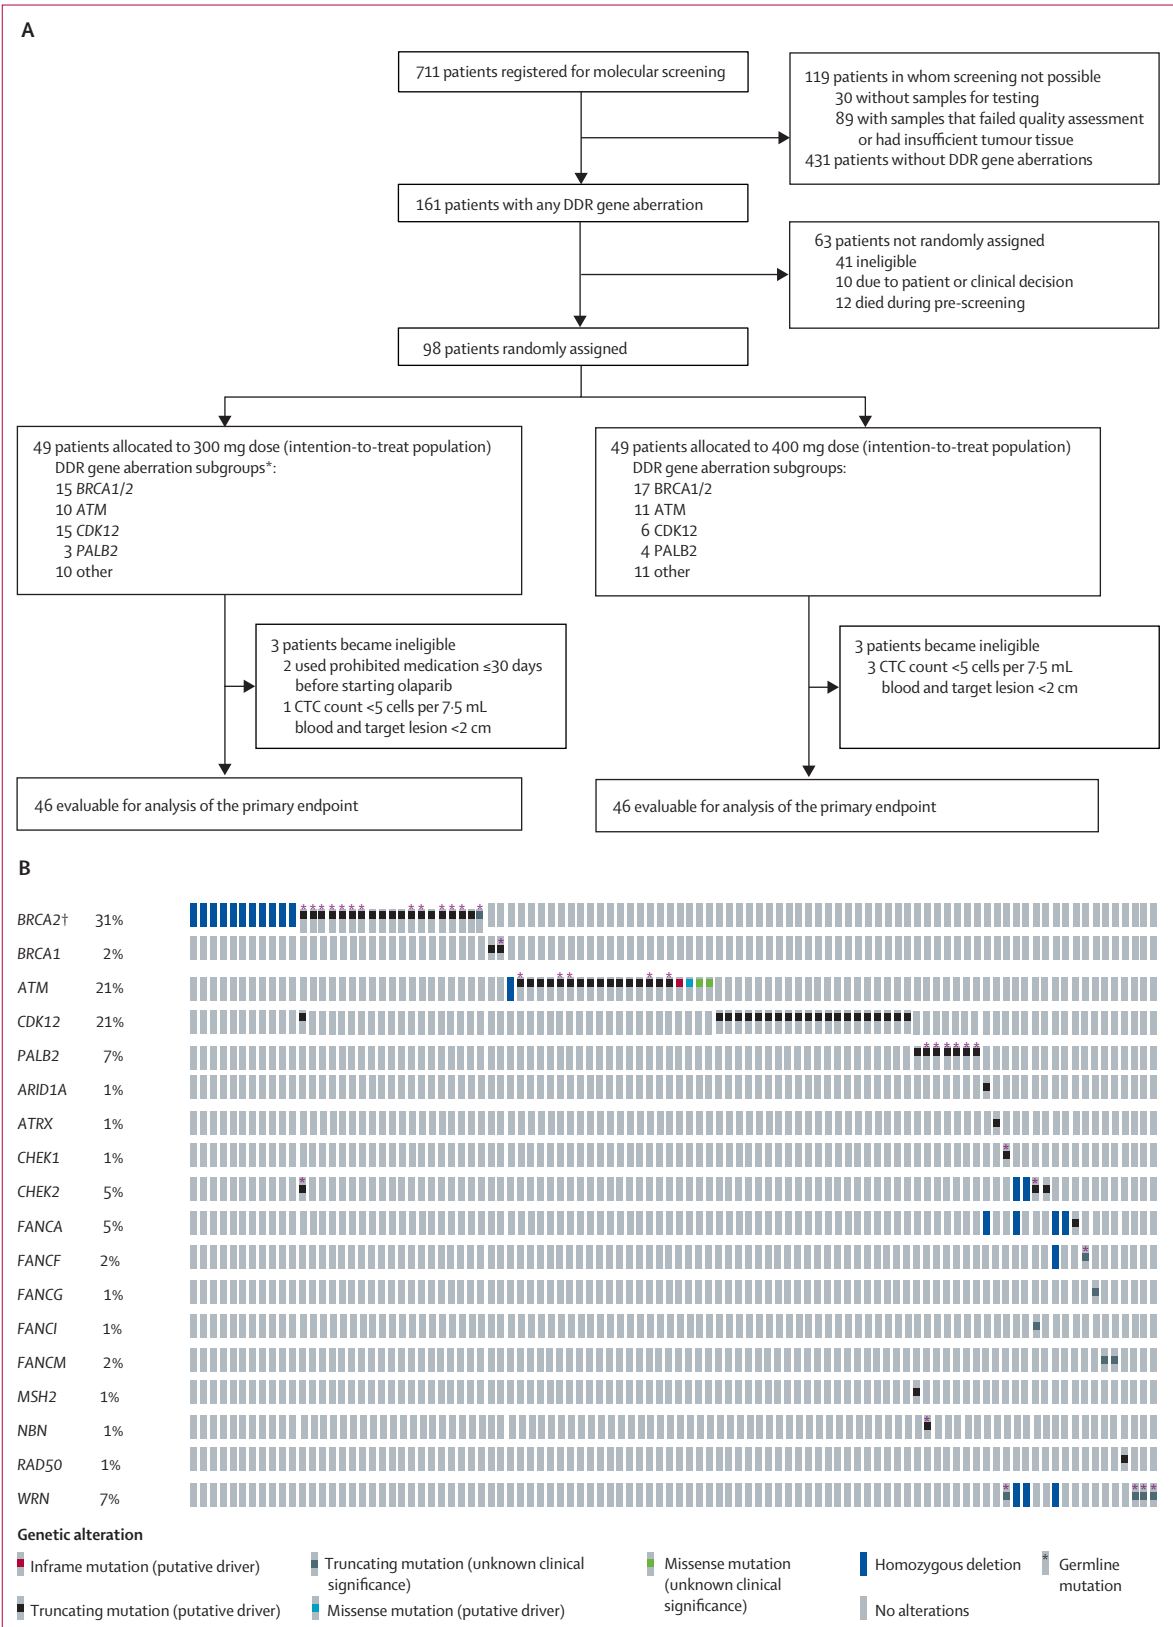 A
711 patients registered for molecular screening
119 patients in whom screening not possible
30 without samples for testing
89 with samples that failed quality assessment
or had insufficient tumour tissue
431 patients without DDR gene aberrations
161 patients with any DDR gene aberration
63 patients not randomly assigned
41 ineligible
10 due to patient or clinical decision
12 died during pre-screening
98 patients randomly assigned
49 patients allocated to 300 mg dose (intention-to-treat population)
DDR gene aberration subgroups*:
15 BRCA1/2
10 ATM
15 CDK12
3 PALB2
10 other
49 patients allocated to 400 mg dose (intention-to-treat population)
DDR gene aberration subgroups:
17 BRCA1/2
11 ATM
6 CDK12
4 PALB2
11 other
3 patients became ineligible
2 used prohibited medication ≤30 days
before starting olaparib
1 CTC count <5 cells per 7·5 mL
blood and target lesion <2 cm
3 patients became ineligible
3 CTC count <5 cells per 7·5 mL
blood and target lesion <2 cm
46 evaluable for analysis of the primary endpoint
46 evaluable for analysis of the primary endpoint
B
BRCA2† 31%
BRCA1 2%
ATM 21%
CDK12 21%
PALB2 7%
ARID1A 1%
ATRX 1%
CHEK1 1%
CHEK2 5%
FANCA 5%
FANCF 2%
FANCG 1%
FANCI 1%
FANCM 2%
MSH2 1%
NBN 1%
RAD50 1%
WRN 7%
Genetic alteration
Inframe mutation (putative driver)
Truncating mutation (putative driver)
Truncating mutation (unknown clinical
significance)
Missense mutation (putative driver)
Missense mutation
(unknown clinical
significance)
Homozygous deletion
No alterations
* Germline
mutation